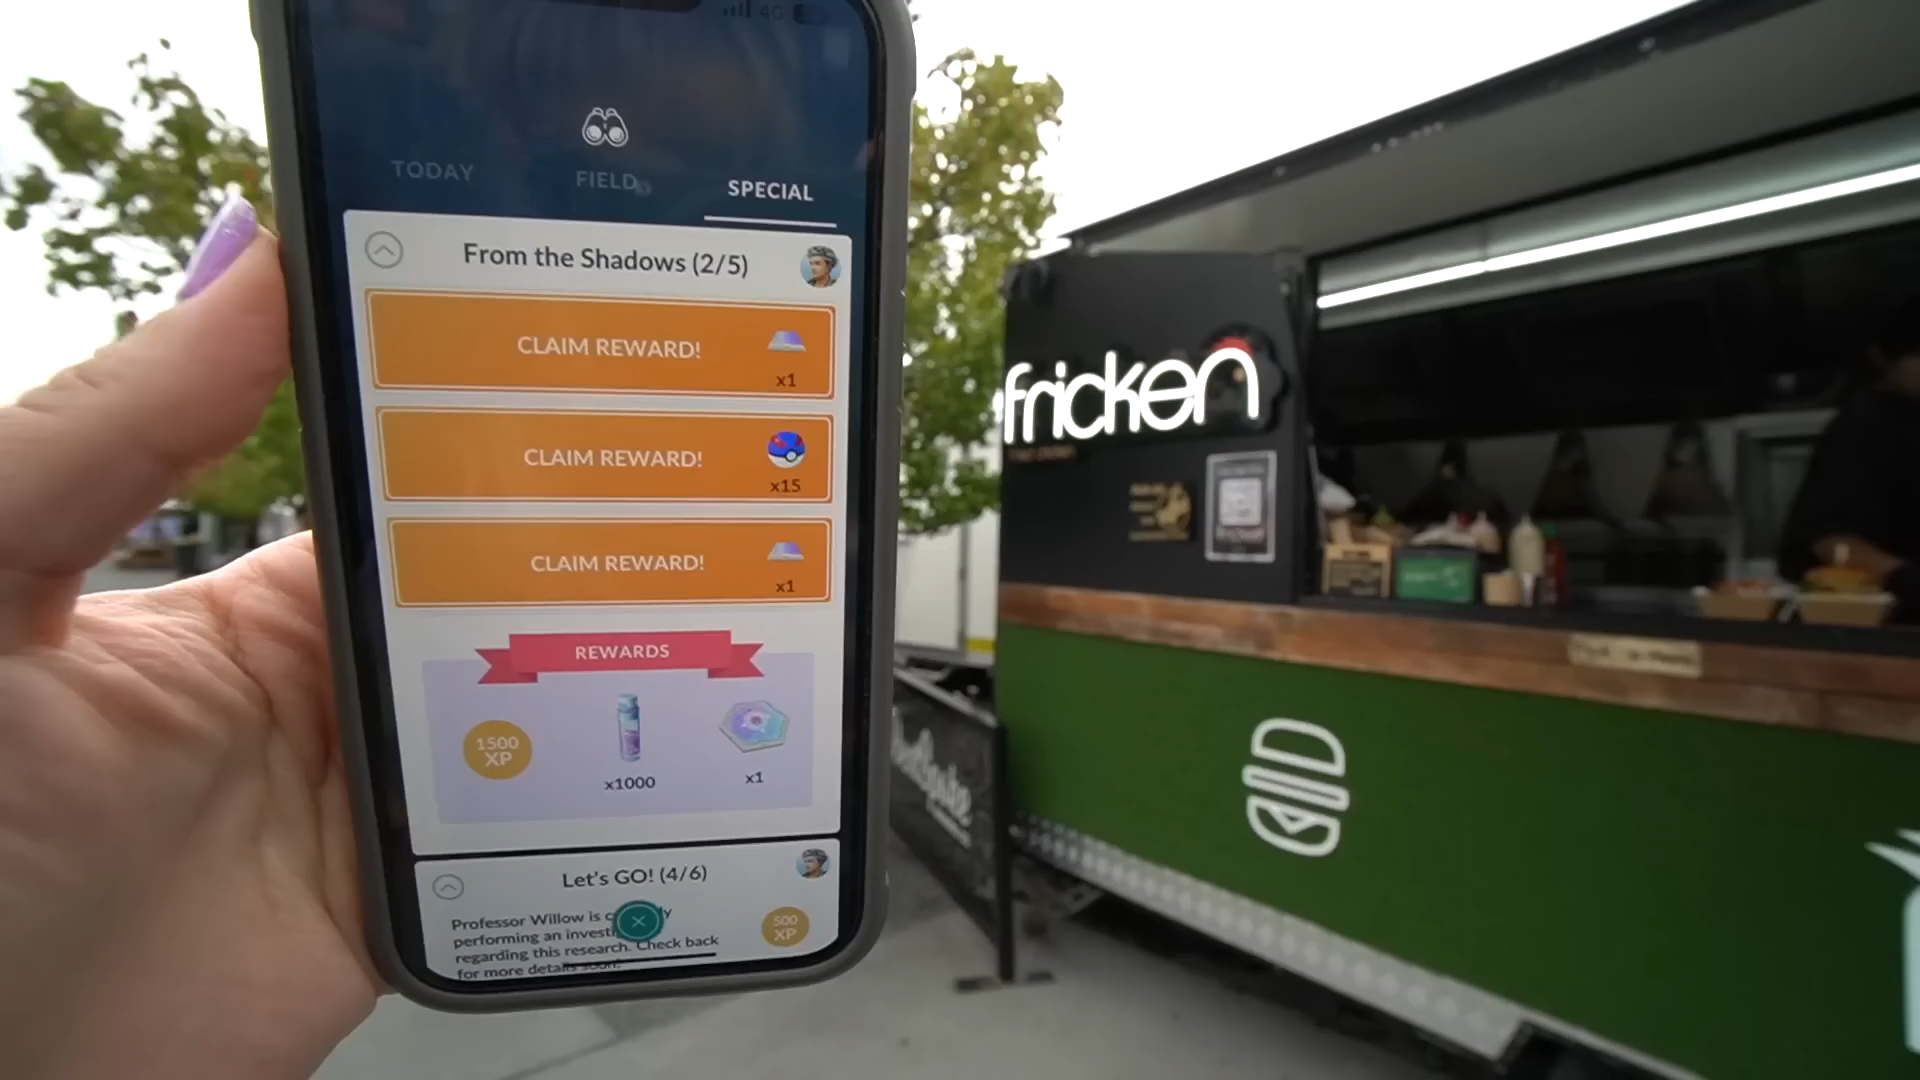 4G
TODAY
FIELD
SPECIAL
From the Shadows (2/5)
CLAIM REWARD!
x1
CLAIM REWARD!
x15
CLAIM REWARD!
x1
REWARDS
1500
XP
x1000
x1
Let's GO! (4/6)
Professor Willow is
performing an
regarding this research. Check back
for more details soon.
500
XP
fricken